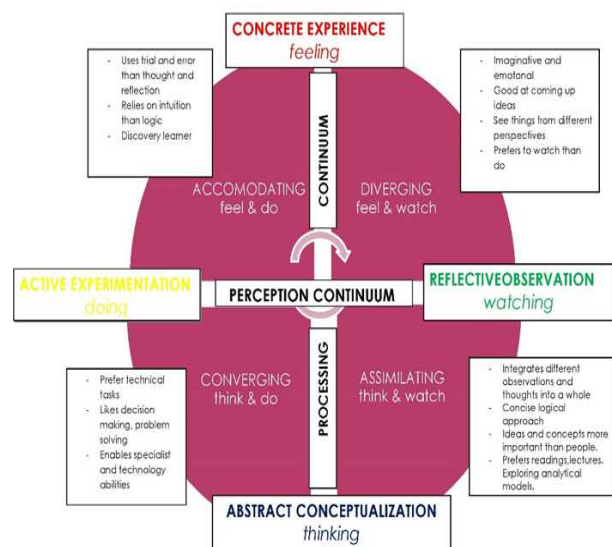 CONCRETE EXPERIENCE
feeling
- Uses trial and error
than thought and
reflection
- Relies on intuition
than logic
- Discovery learner
- Imaginative and
emotonal
- Good at coming up
ideas
- See things from different
perspectives
- Prefers to watch than
do
CONTINUUM
ACCOMODATING
feel & do
DIVERGING
feel & watch
ACTIVE EXPERIMENTATION
doing
PERCEPTION CONTINUUM
REFLECTIVEOBSERVATION
watching
- Prefer technical
tasks
- Likes decision
making, problem
solving
- Enables specialist
and technology
abilities
CONVERGING
think & do
PROCESSING
ASSIMILATING
think & watch
- Integrates different
observations and
thoughts into a whole
- Concise logical
approach
- Ideas and concepts more
important than people.
- Prefers readings,lectures.
Exploring analytical
models.
ABSTRACT CONCEPTUALIZATION
thinking